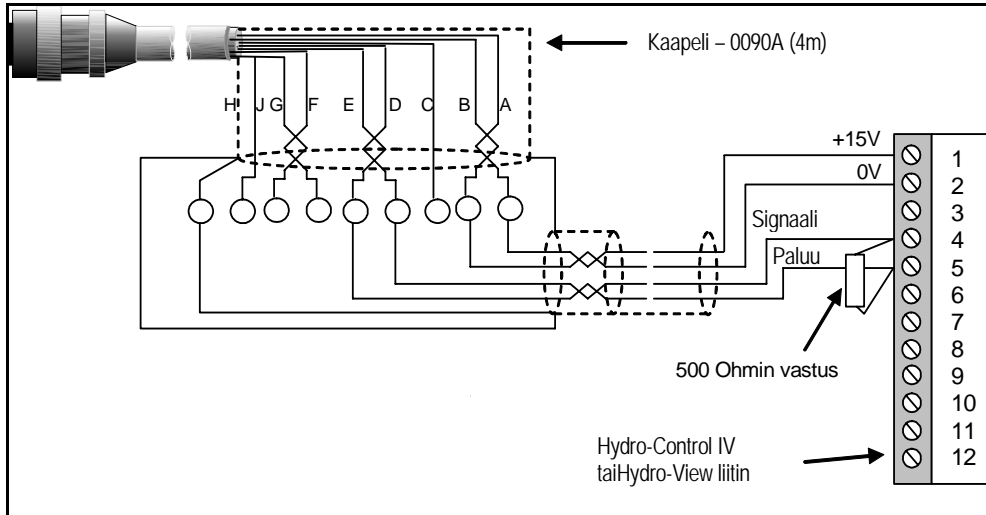 Kaapeli – 0090A (4m)
H J G F E D C B A
+15V
0V
Signaali
Paluu
1
2
3
4
5
6
7
8
9
10
11
12
500 Ohmin vastus
Hydro-Control IV
taiHydro-View liitin